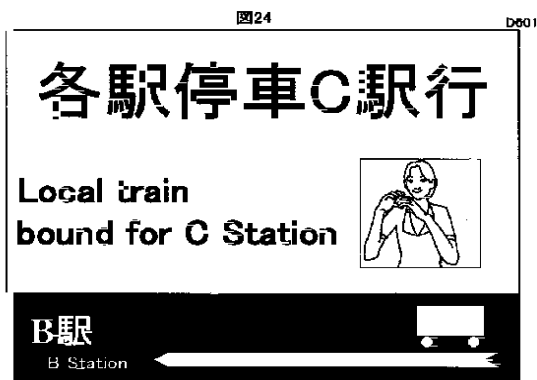 図24
D601
各駅停車C駅行
Local train
bound for C Station
B駅
B Station